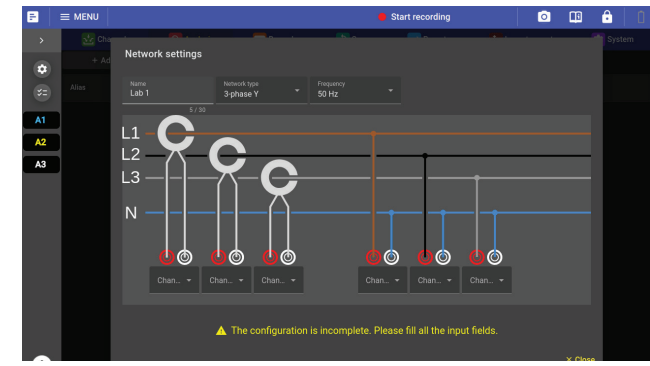 MENU
Start recording
System
+ Ad
Alias
A1
A2
A3
Network settings
Name
Lab 1
5 / 30
Network type
3-phase Y
Frequency
50 Hz
L1
L2
L3
N
Chan...
Chan...
Chan...
Chan...
Chan...
Chan...
The configuration is incomplete. Please fill all the input fields.
× Close